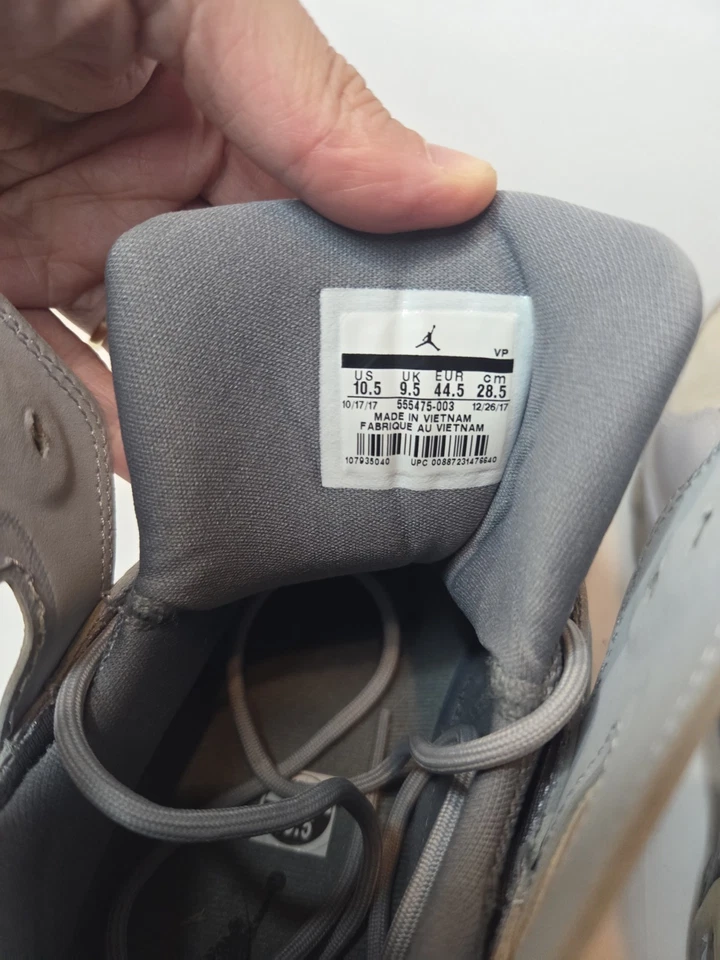 VP
US UK EUR cm
10.5 9.5 44.5 28.5
10/17/17 555475-003 12/26/17
MADE IN VIETNAM
FABRIQUE AU VIETNAM
107935040 UPC 00887231476640